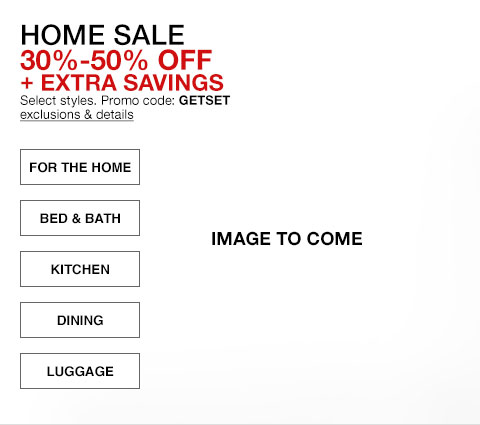 HOME SALE
30%-50% OFF
+ EXTRA SAVINGS
Select styles. Promo code: GETSET
exclusions & details
FOR THE HOME
BED & BATH
IMAGE TO COME
KITCHEN
DINING
LUGGAGE